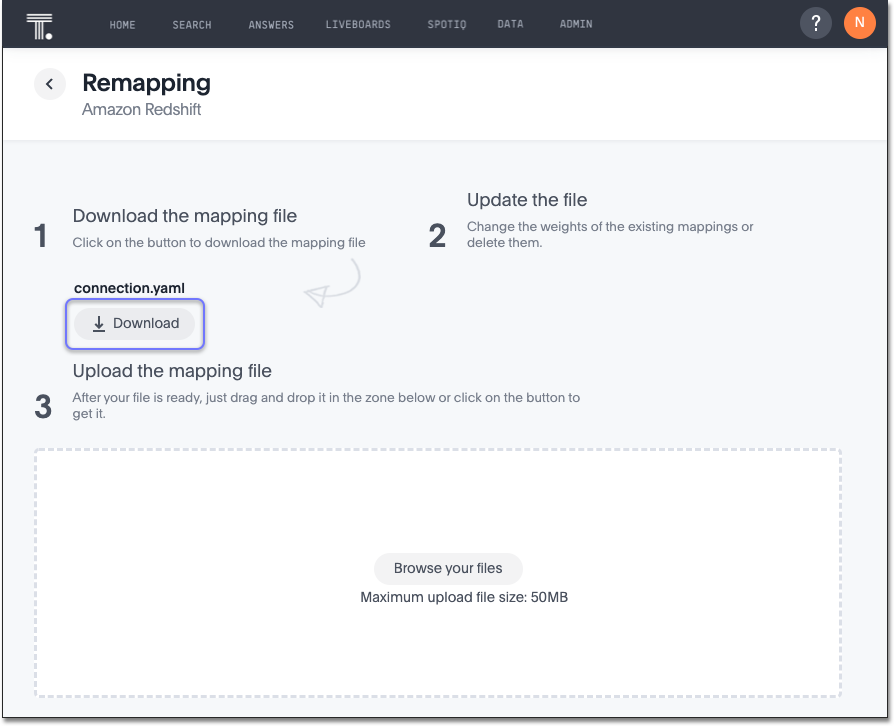 T.
HOME SEARCH ANSWERS LIVEBOARDS SPOTIQ DATA ADMIN ? N
Remapping
Amazon Redshift
1
Download the mapping file
Click on the button to download the mapping file
2
Update the file
Change the weights of the existing mappings or
delete them.
connection.yaml
Download
3
Upload the mapping file
After your file is ready, just drag and drop it in the zone below or click on the button to
get it.
Browse your files
Maximum upload file size: 50MB